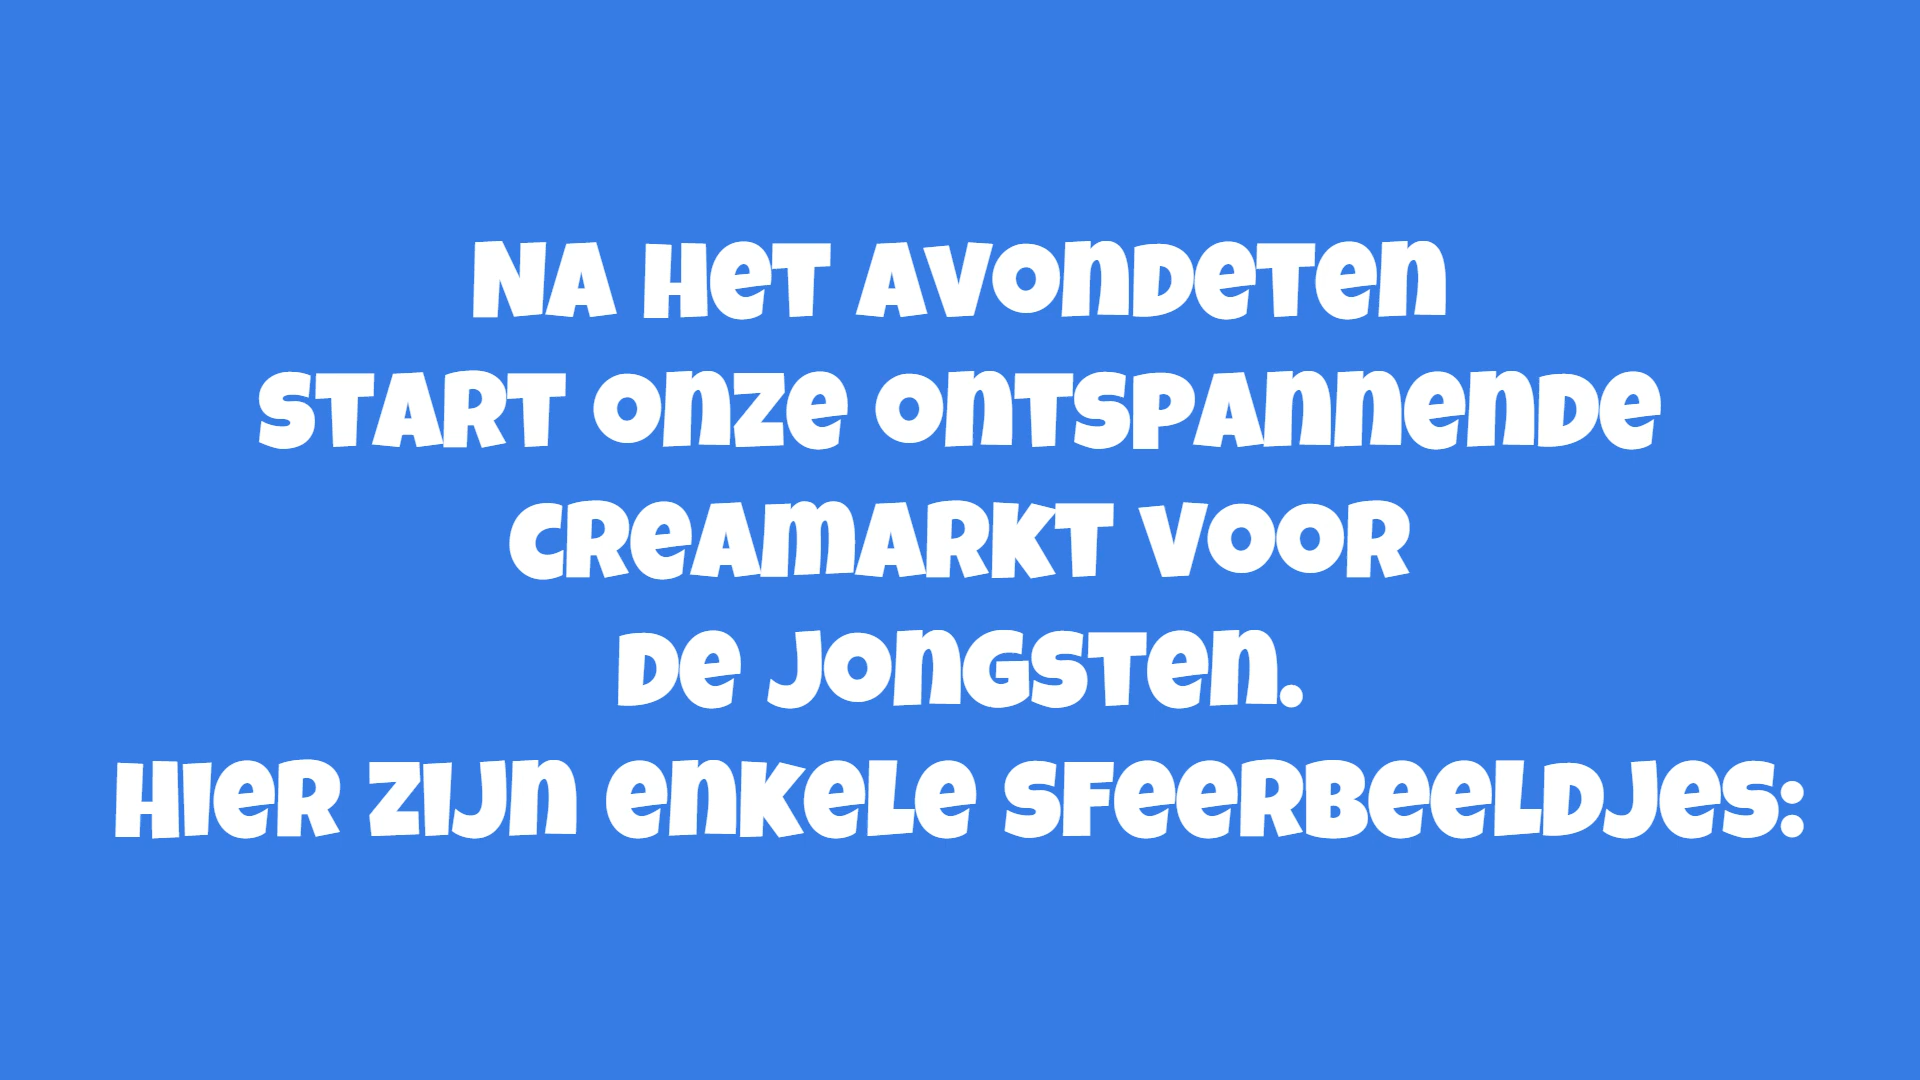 Na het avondeten
start onze ontspannende
creamarkt voor
de jongsten.
Hier zijn enkele sfeerbeeldjes: